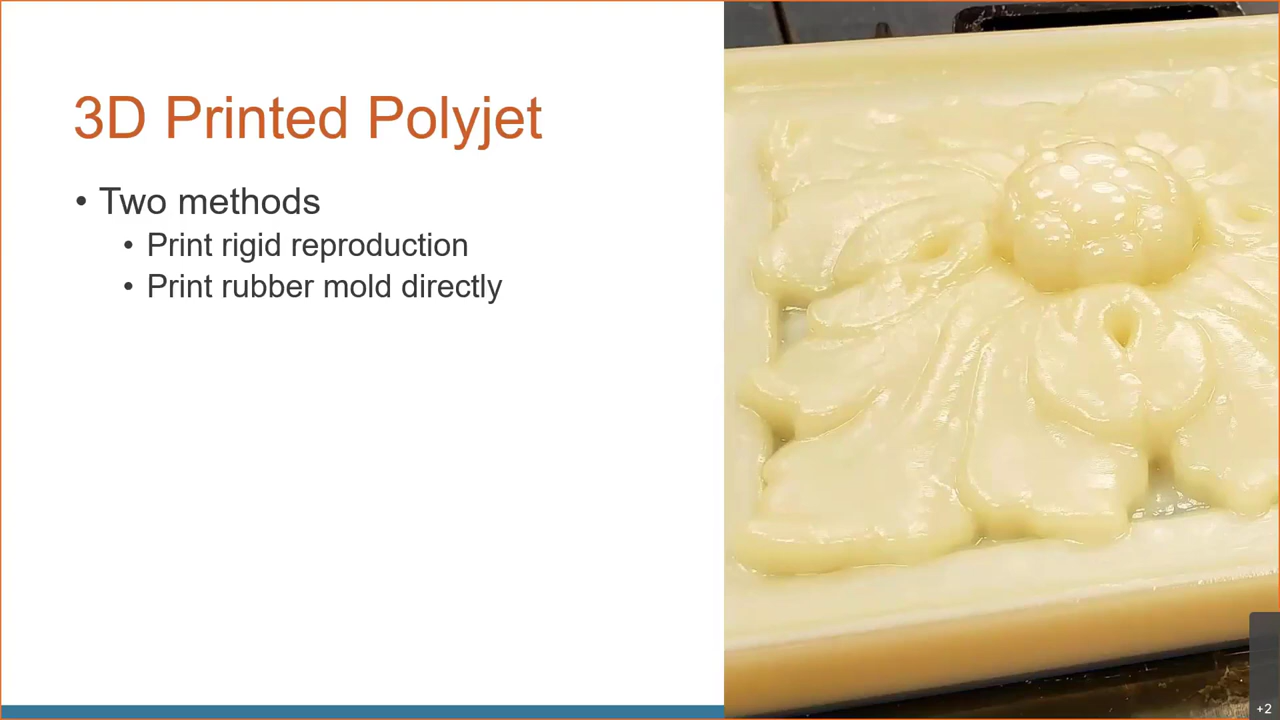 3D Printed Polyjet
• Two methods
• Print rigid reproduction
• Print rubber mold directly
+2